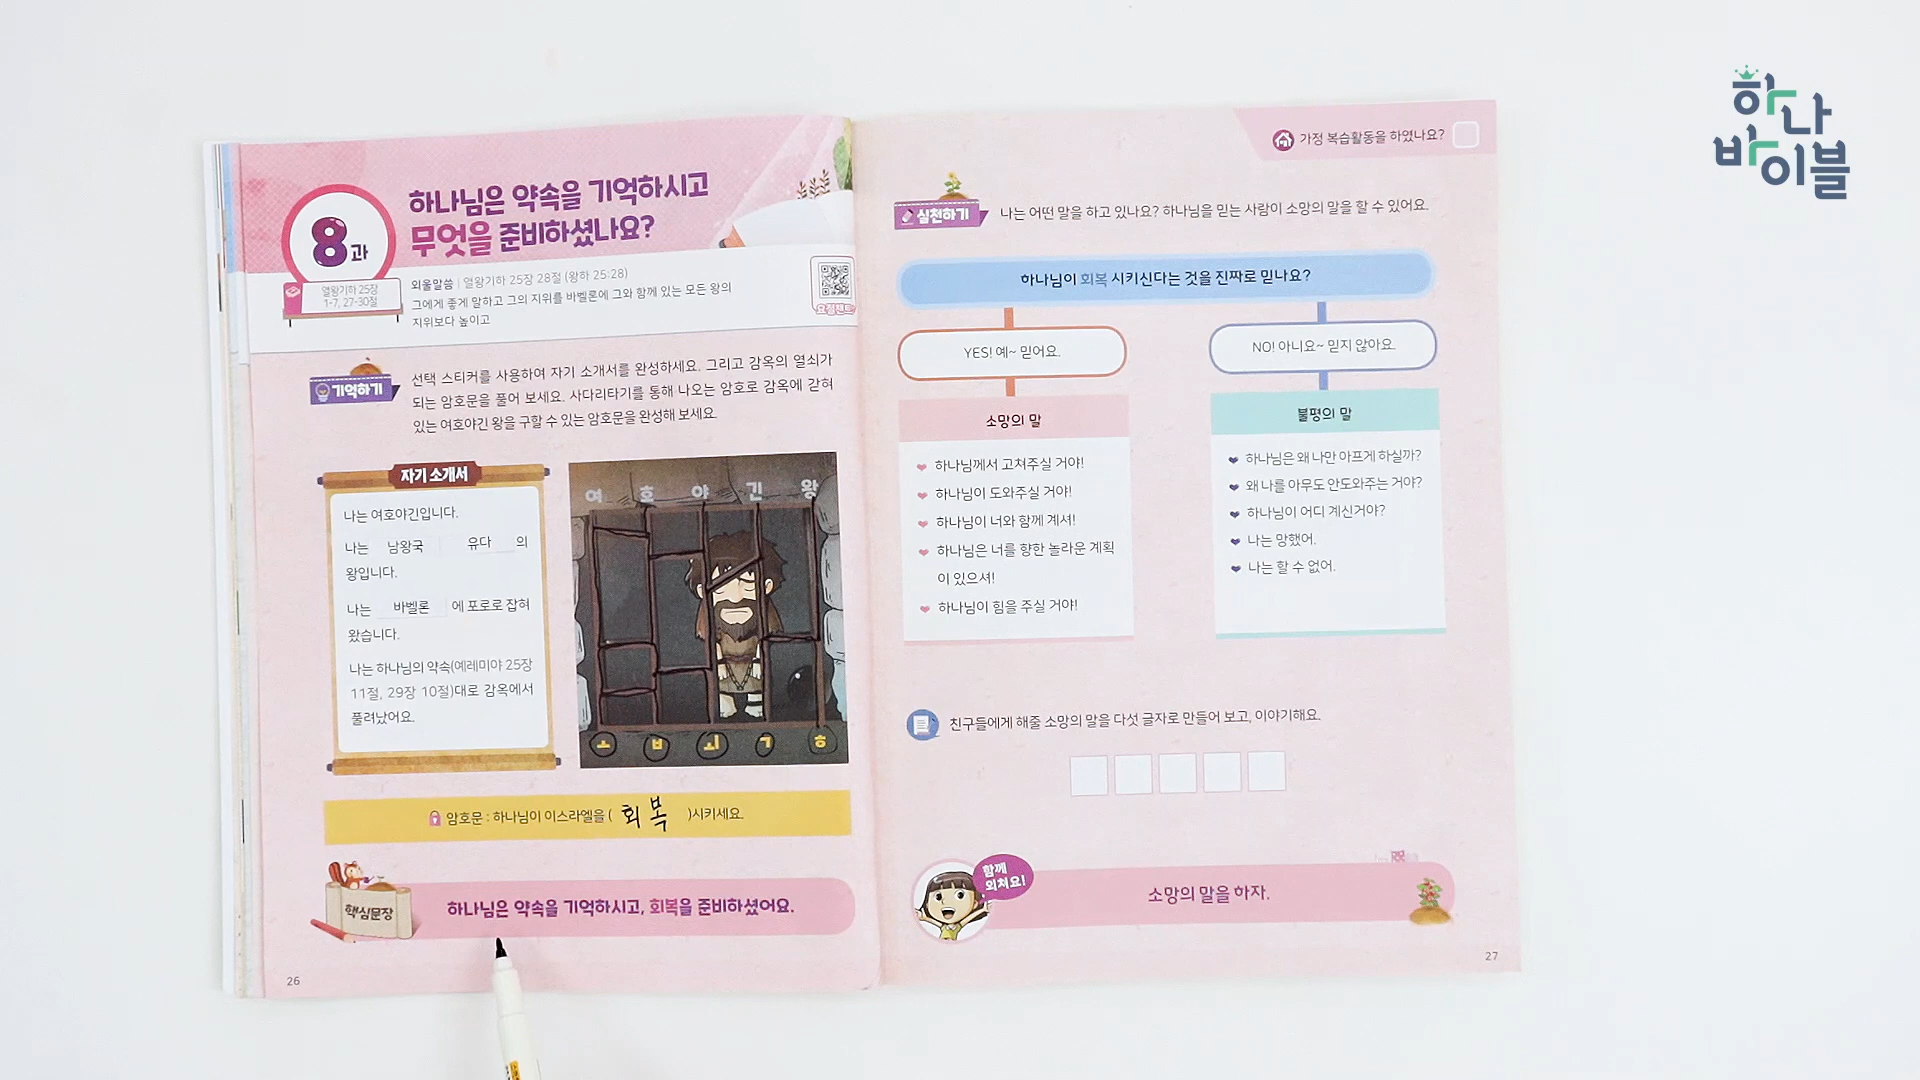 하나
바이블
8과
하나님은 약속을 기억하시고
무엇을 준비하셨나요?
열왕기하 25장
1-7, 27-30절
외울말씀 | 열왕기하 25장 28절 (왕하 25:28)
그에게 좋게 말하고 그의 지위를 바벨론에 그와 함께 있는 모든 왕의
지위보다 높이고
기억하기
선택 스티커를 사용하여 자기 소개서를 완성하세요. 그리고 감옥의 열쇠가
되는 암호문을 풀어 보세요. 사다리타기를 통해 나오는 암호로 감옥에 갇혀
있는 여호야긴 왕을 구할 수 있는 암호문을 완성해 보세요.
자기 소개서
나는 여호야긴입니다.
나는 남왕국 유다 의
왕입니다.
나는 바벨론 에 포로로 잡혀
왔습니다.
나는 하나님의 약속(예레미야 25장
11절, 29장 10절)대로 감옥에서
풀려났어요.
여 호 야 긴 왕
ㅗ ㅂ ㅚ ㄱ ㅎ
암호문 : 하나님이 이스라엘을 ( 회복 )시키세요.
핵심문장
하나님은 약속을 기억하시고, 회복을 준비하셨어요.
26
가정 복습활동을 하였나요?
실천하기
나는 어떤 말을 하고 있나요? 하나님을 믿는 사람이 소망의 말을 할 수 있어요.
하나님이 회복 시키신다는 것을 진짜로 믿나요?
YES! 예~ 믿어요.
소망의 말
하나님께서 고쳐주실 거야!
하나님이 도와주실 거야!
하나님이 너와 함께 계셔!
하나님은 너를 향한 놀라운 계획
이 있으셔!
하나님이 힘을 주실 거야!
NO! 아니요~ 믿지 않아요.
불평의 말
하나님은 왜 나만 아프게 하실까?
왜 나를 아무도 안도와주는 거야?
하나님이 어디 계신거야?
나는 망했어.
나는 할 수 없어.
친구들에게 해줄 소망의 말을 다섯 글자로 만들어 보고, 이야기해요.
함께
외쳐요!
소망의 말을 하자.
27